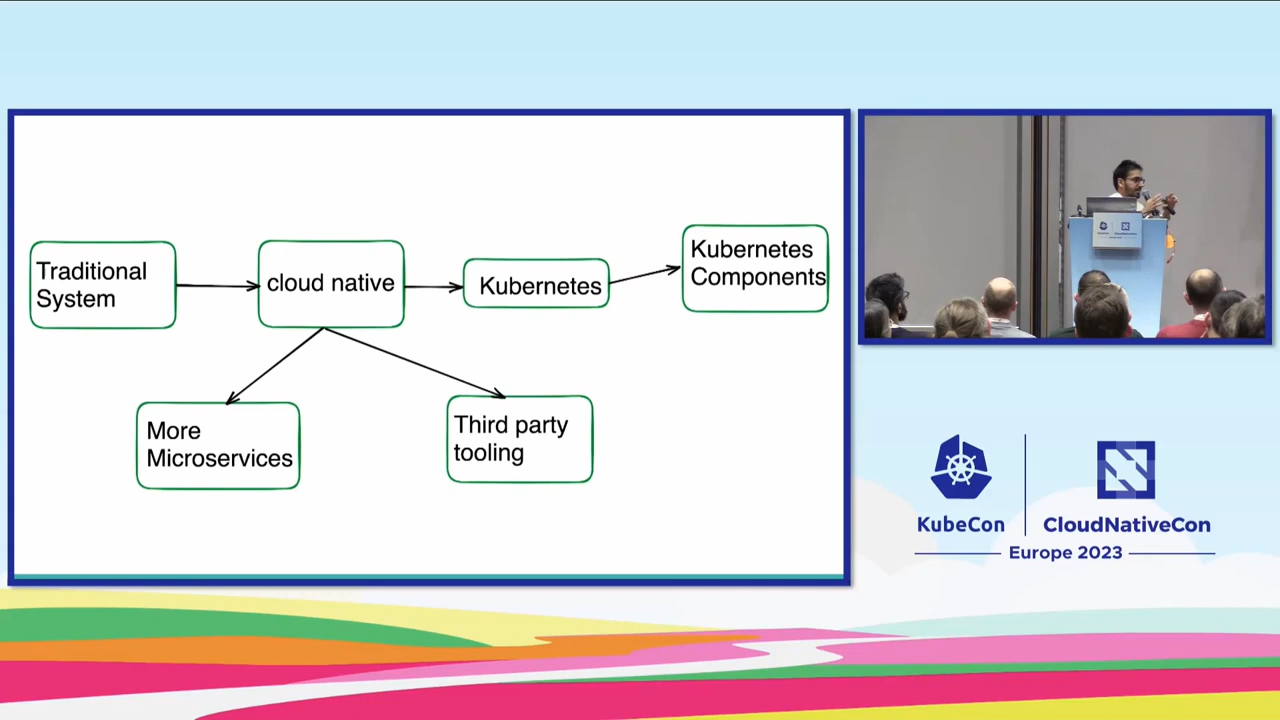 Traditional
System
cloud native
Kubernetes
Kubernetes
Components
More
Microservices
Third party
tooling
KubeCon
CloudNativeCon
Europe 2023